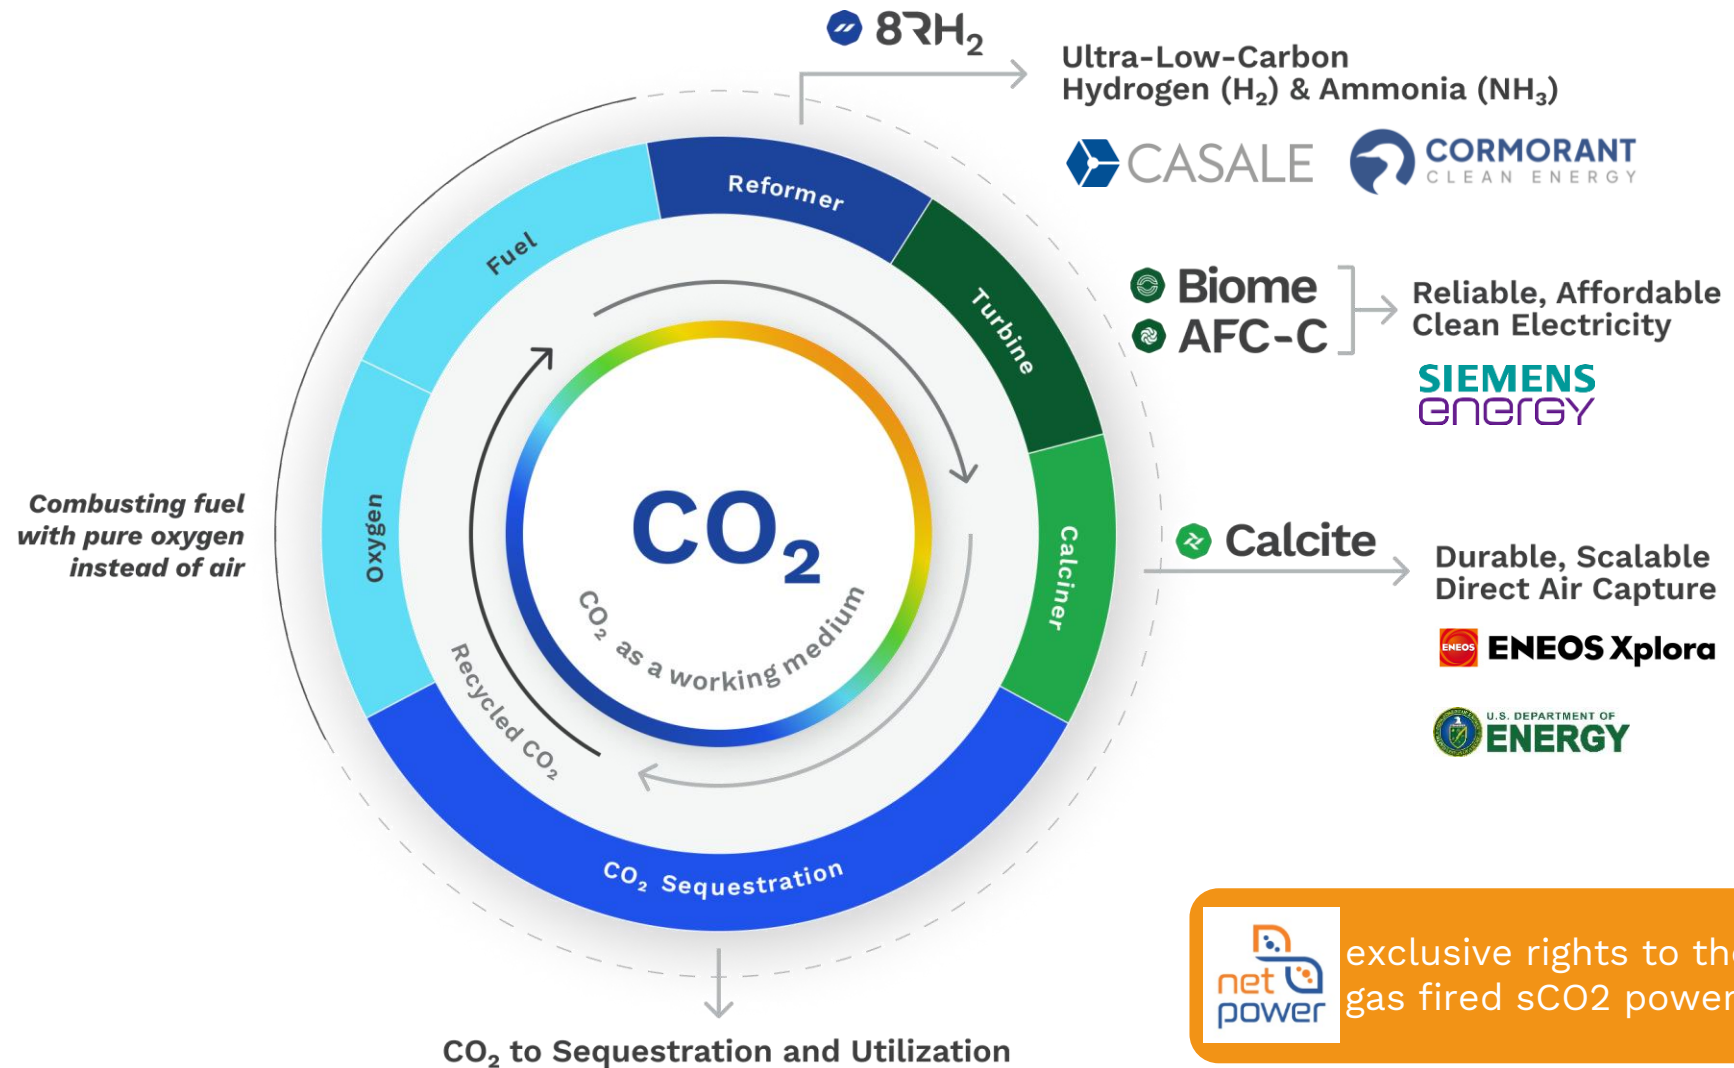 8RH₂
Ultra-Low-Carbon
Hydrogen (H₂) & Ammonia (NH₃)
CASALE
CORMORANT
CLEAN ENERGY
Reformer
Fuel
Turbine
Biome
AFC-C
Reliable, Affordable
Clean Electricity
SIEMENS
energy
Combusting fuel
with pure oxygen
instead of air
Oxygen
CO₂
CO₂ as a working medium
Recycled CO₂
Calciner
Calcite
Durable, Scalable
Direct Air Capture
ENEOS
ENEOS Xplora
U.S. DEPARTMENT OF
ENERGY
CO₂ Sequestration
CO₂ to Sequestration and Utilization
net
power
exclusive rights to the
gas fired sCO2 power